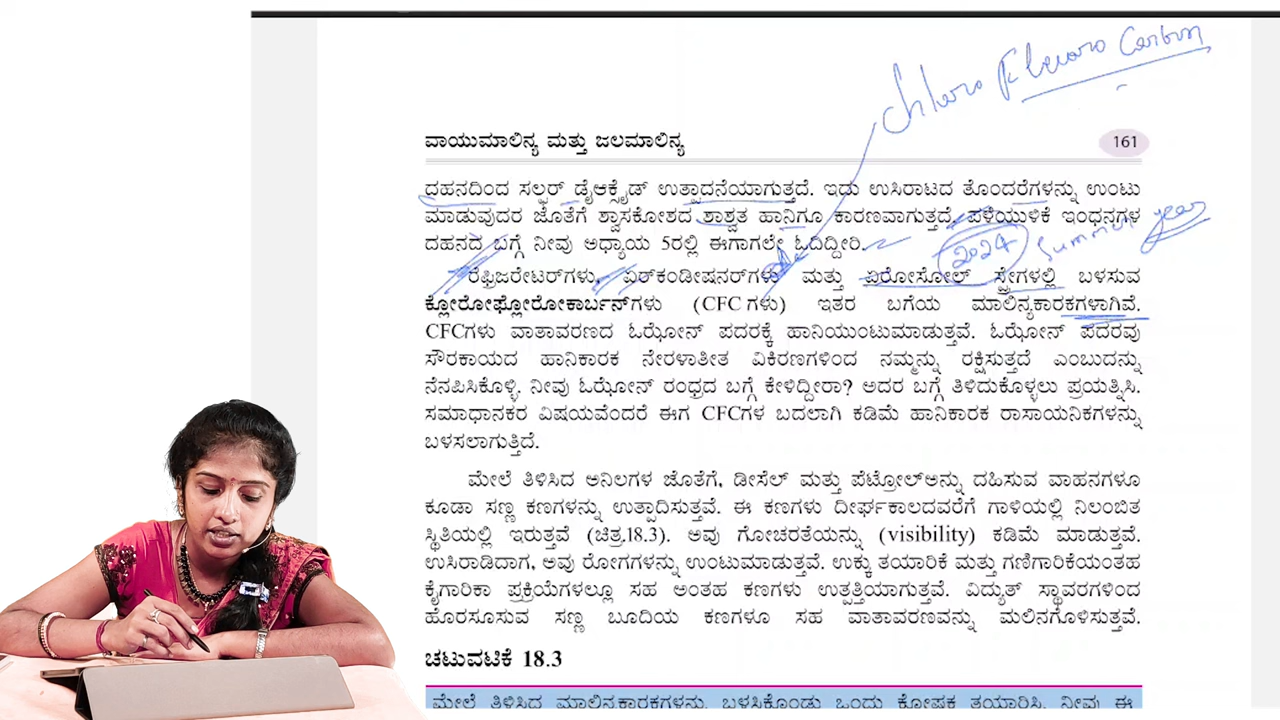 Chloro Fluoro Carbon
ವಾಯುಮಾಲಿನ್ಯ ಮತ್ತು ಜಲಮಾಲಿನ್ಯ
161
ದಹನದಿಂದ ಸಲ್ಫರ್ ಡೈಆಕ್ಸೈಡ್ ಉತ್ಪಾದನೆಯಾಗುತ್ತದೆ. ಇದು ಉಸಿರಾಟದ ತೊಂದರೆಗಳನ್ನು ಉಂಟು
ಮಾಡುವುದರ ಜೊತೆಗೆ ಶ್ವಾಸಕೋಶದ ಶಾಶ್ವತ ಹಾನಿಗೂ ಕಾರಣವಾಗುತ್ತದೆ. ಪಳೆಯುಳಿಕೆ ಇಂಧನಗಳ
ದಹನದ ಬಗ್ಗೆ ನೀವು ಅಧ್ಯಾಯ 5ರಲ್ಲಿ ಈಗಾಗಲೇ ಓದಿದ್ದೀರಿ.
2024 summer year
ರೆಫ್ರಿಜರೇಟರ್‌ಗಳು, ಏರ್‌ಕಂಡೀಷನರ್‌ಗಳು ಮತ್ತು ಏರೋಸೋಲ್ ಸ್ಪ್ರೇಗಳಲ್ಲಿ ಬಳಸುವ
ಕ್ಲೋರೋಫ್ಲೋರೋಕಾರ್ಬನ್‌ಗಳು (CFC ಗಳು) ಇತರ ಬಗೆಯ ಮಾಲಿನ್ಯಕಾರಕಗಳಾಗಿವೆ.
CFCಗಳು ವಾತಾವರಣದ ಓಝೋನ್ ಪದರಕ್ಕೆ ಹಾನಿಯುಂಟುಮಾಡುತ್ತವೆ. ಓಝೋನ್ ಪದರವು
ಸೌರಕಾಯದ ಹಾನಿಕಾರಕ ನೇರಳಾತೀತ ವಿಕಿರಣಗಳಿಂದ ನಮ್ಮನ್ನು ರಕ್ಷಿಸುತ್ತದೆ ಎಂಬುದನ್ನು
ನೆನಪಿಸಿಕೊಳ್ಳಿ. ನೀವು ಓಝೋನ್ ರಂಧ್ರದ ಬಗ್ಗೆ ಕೇಳಿದ್ದೀರಾ? ಅದರ ಬಗ್ಗೆ ತಿಳಿದುಕೊಳ್ಳಲು ಪ್ರಯತ್ನಿಸಿ.
ಸಮಾಧಾನಕರ ವಿಷಯವೆಂದರೆ ಈಗ CFCಗಳ ಬದಲಾಗಿ ಕಡಿಮೆ ಹಾನಿಕಾರಕ ರಾಸಾಯನಿಕಗಳನ್ನು
ಬಳಸಲಾಗುತ್ತಿದೆ.
ಮೇಲೆ ತಿಳಿಸಿದ ಅನಿಲಗಳ ಜೊತೆಗೆ, ಡೀಸೆಲ್ ಮತ್ತು ಪೆಟ್ರೋಲ್‌ಅನ್ನು ದಹಿಸುವ ವಾಹನಗಳೂ
ಕೂಡಾ ಸಣ್ಣ ಕಣಗಳನ್ನು ಉತ್ಪಾದಿಸುತ್ತವೆ. ಈ ಕಣಗಳು ದೀರ್ಘಕಾಲದವರೆಗೆ ಗಾಳಿಯಲ್ಲಿ ನಿಲಂಬಿತ
ಸ್ಥಿತಿಯಲ್ಲಿ ಇರುತ್ತವೆ (ಚಿತ್ರ.18.3). ಅವು ಗೋಚರತೆಯನ್ನು (visibility) ಕಡಿಮೆ ಮಾಡುತ್ತವೆ.
ಉಸಿರಾಡಿದಾಗ, ಅವು ರೋಗಗಳನ್ನು ಉಂಟುಮಾಡುತ್ತವೆ. ಉಕ್ಕು ತಯಾರಿಕೆ ಮತ್ತು ಗಣಿಗಾರಿಕೆಯಂತಹ
ಕೈಗಾರಿಕಾ ಪ್ರಕ್ರಿಯೆಗಳಲ್ಲೂ ಸಹ ಅಂತಹ ಕಣಗಳು ಉತ್ಪತ್ತಿಯಾಗುತ್ತವೆ. ವಿದ್ಯುತ್ ಸ್ಥಾವರಗಳಿಂದ
ಹೊರಸೂಸುವ ಸಣ್ಣ ಬೂದಿಯ ಕಣಗಳೂ ಸಹ ವಾತಾವರಣವನ್ನು ಮಲಿನಗೊಳಿಸುತ್ತವೆ.
ಚಟುವಟಿಕೆ 18.3
ಮೇಲೆ ತಿಳಿಸಿದ ಮಾಲಿನ್ಯಕಾರಕಗಳನ್ನು ಬಳಸಿಕೊಂಡು ಒಂದು ಕೋಷ್ಟಕ ತಯಾರಿಸಿ. ನೀವು ಈ